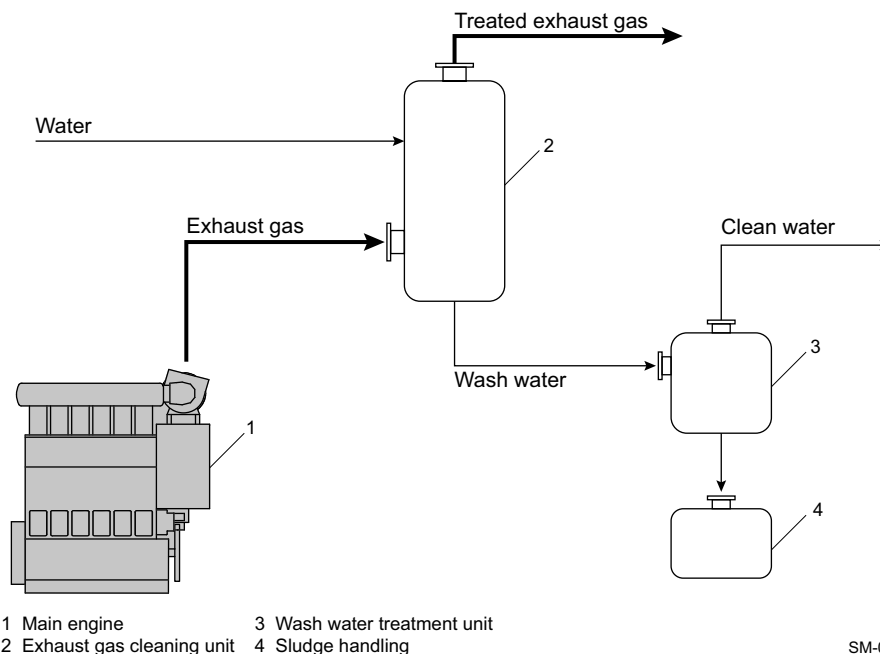 Treated exhaust gas
Water
2
Exhaust gas
Clean water
3
Wash water
1
4
1 Main engine 3 Wash water treatment unit
2 Exhaust gas cleaning unit 4 Sludge handling